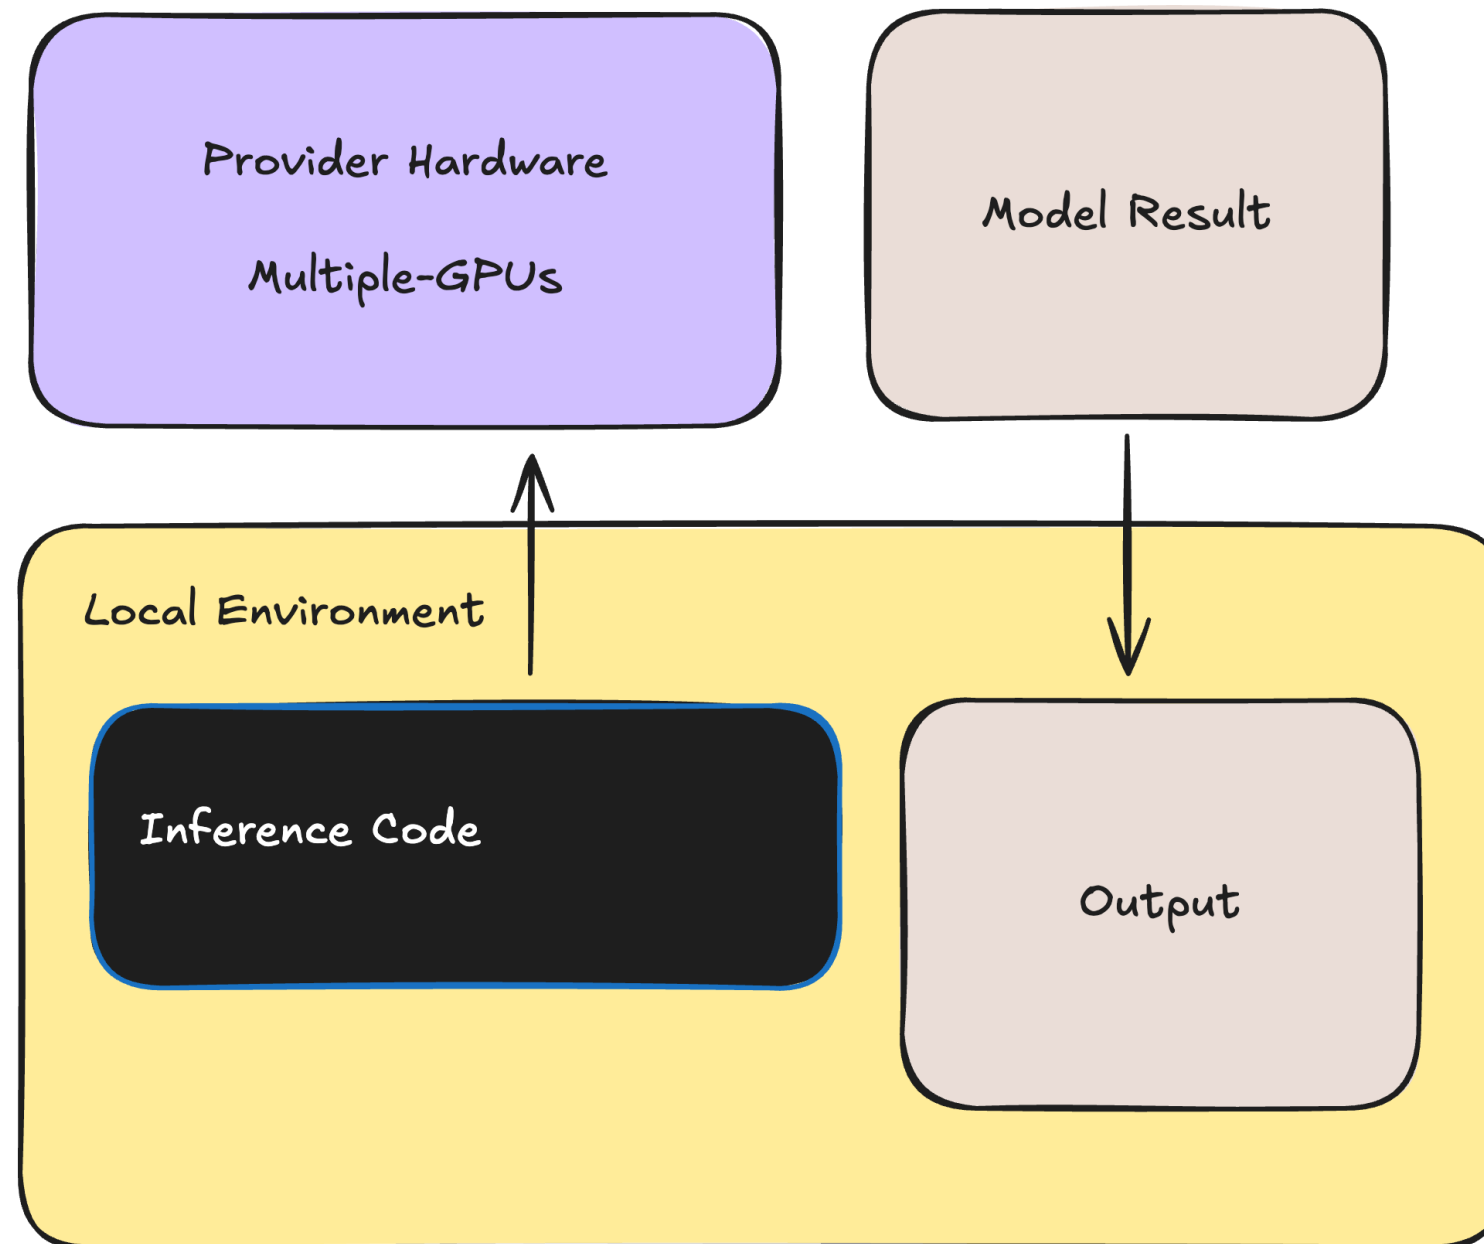 Provider Hardware
Multiple-GPUs
Model Result
Local Environment
Inference Code
Output